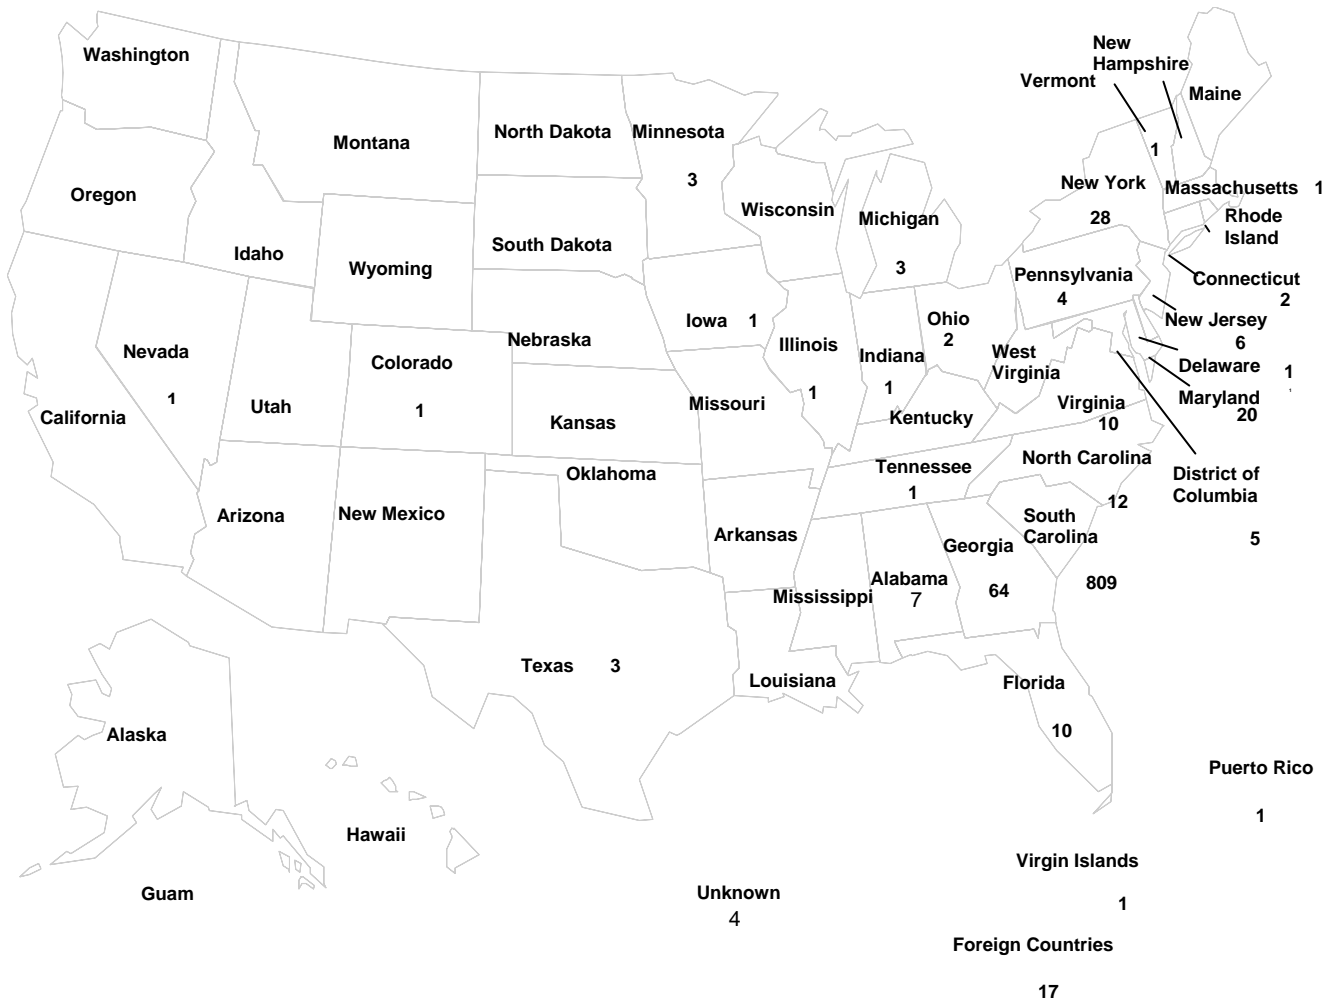 Washington
Montana
North Dakota
Minnesota
3
New
Hampshire
Vermont
Maine
1
Oregon
Idaho
Wyoming
South Dakota
Wisconsin
Michigan
3
New York
28
Massachusetts 1
Rhode
Island
Connecticut
2
Pennsylvania
4
New Jersey
6
Delaware 1
Maryland
20
Nevada
1
California
Utah
Colorado
1
Nebraska
Kansas
Iowa 1
Missouri
Illinois
1
Indiana
1
Ohio
2
West
Virginia
Kentucky
Virginia
10
District of
Columbia
5
Arizona
New Mexico
Oklahoma
Arkansas
Tennessee
1
North Carolina
12
South
Carolina
809
Georgia
64
Alabama
7
Mississippi
Louisiana
Texas 3
Florida
10
Alaska
Hawaii
Guam
Puerto Rico
1
Virgin Islands
1
Unknown
4
Foreign Countries
17